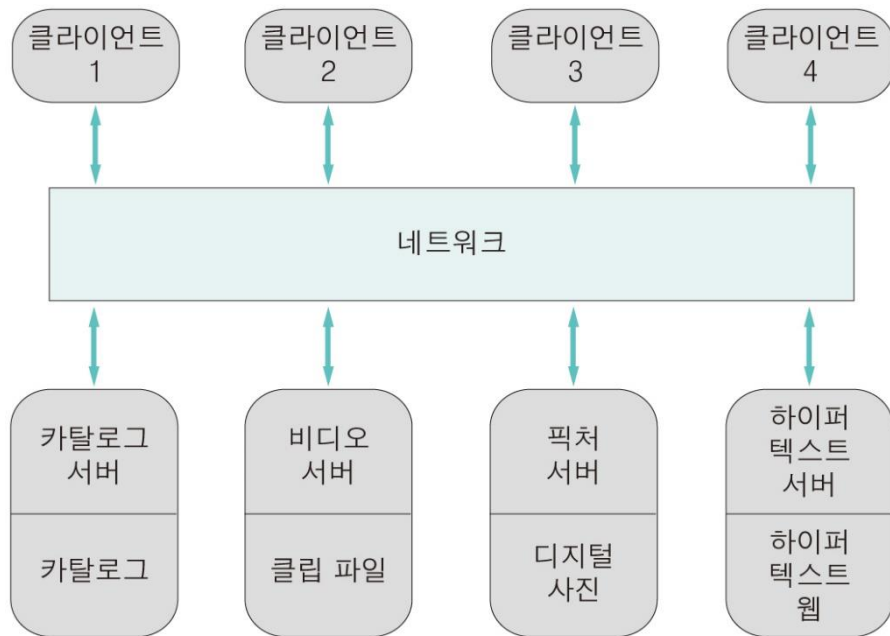 클라이언트
1
클라이언트
2
클라이언트
3
클라이언트
4
네트워크
카탈로그
서버
비디오
서버
픽처
서버
하이퍼
텍스트
서버
카탈로그
클립 파일
디지털
사진
하이퍼
텍스트
웹